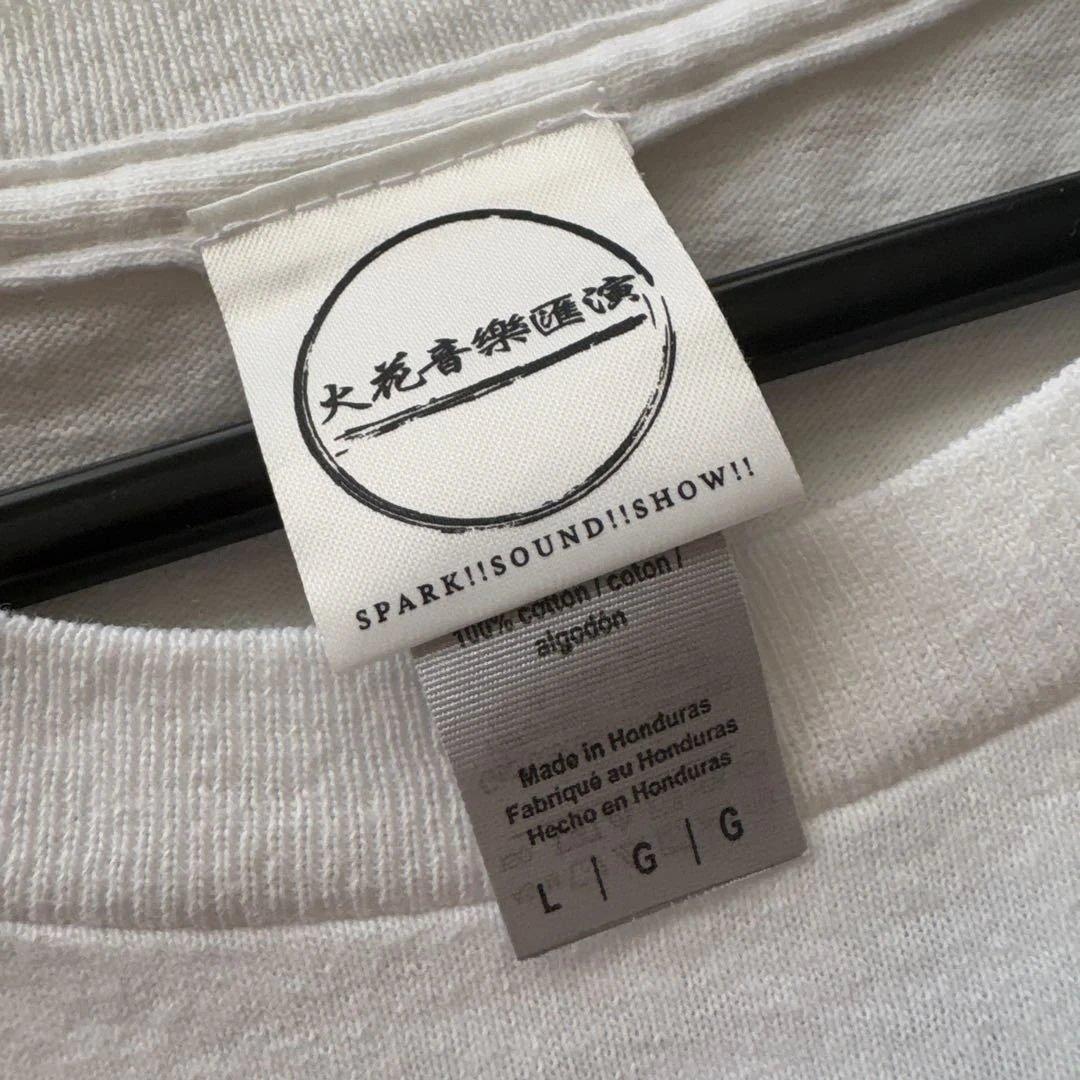 火花音樂匯演
SPARK!!SOUND!!SHOW!!
100% cotton / coton /
algodón
Made in Honduras
Fabriqué au Honduras
Hecho en Honduras
L | G | G